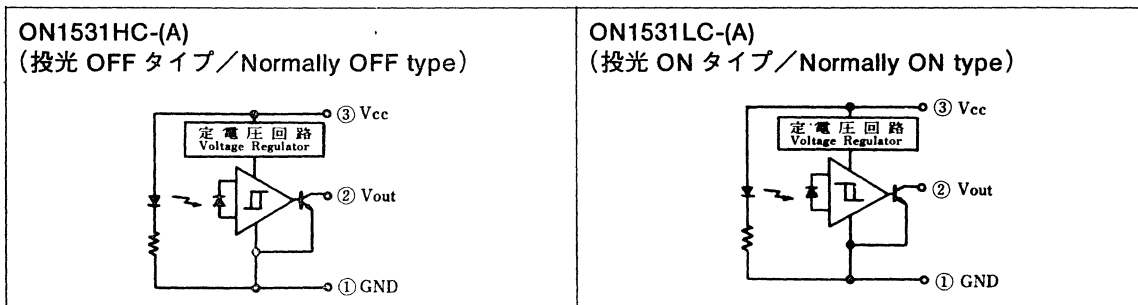 ON1531HC-(A)
(投光 OFF タイプ/Normally OFF type)
③ Vcc
定電圧回路
Voltage Regulator
② Vout
① GND
ON1531LC-(A)
(投光 ON タイプ/Normally ON type)
③ Vcc
定電圧回路
Voltage Regulator
② Vout
① GND